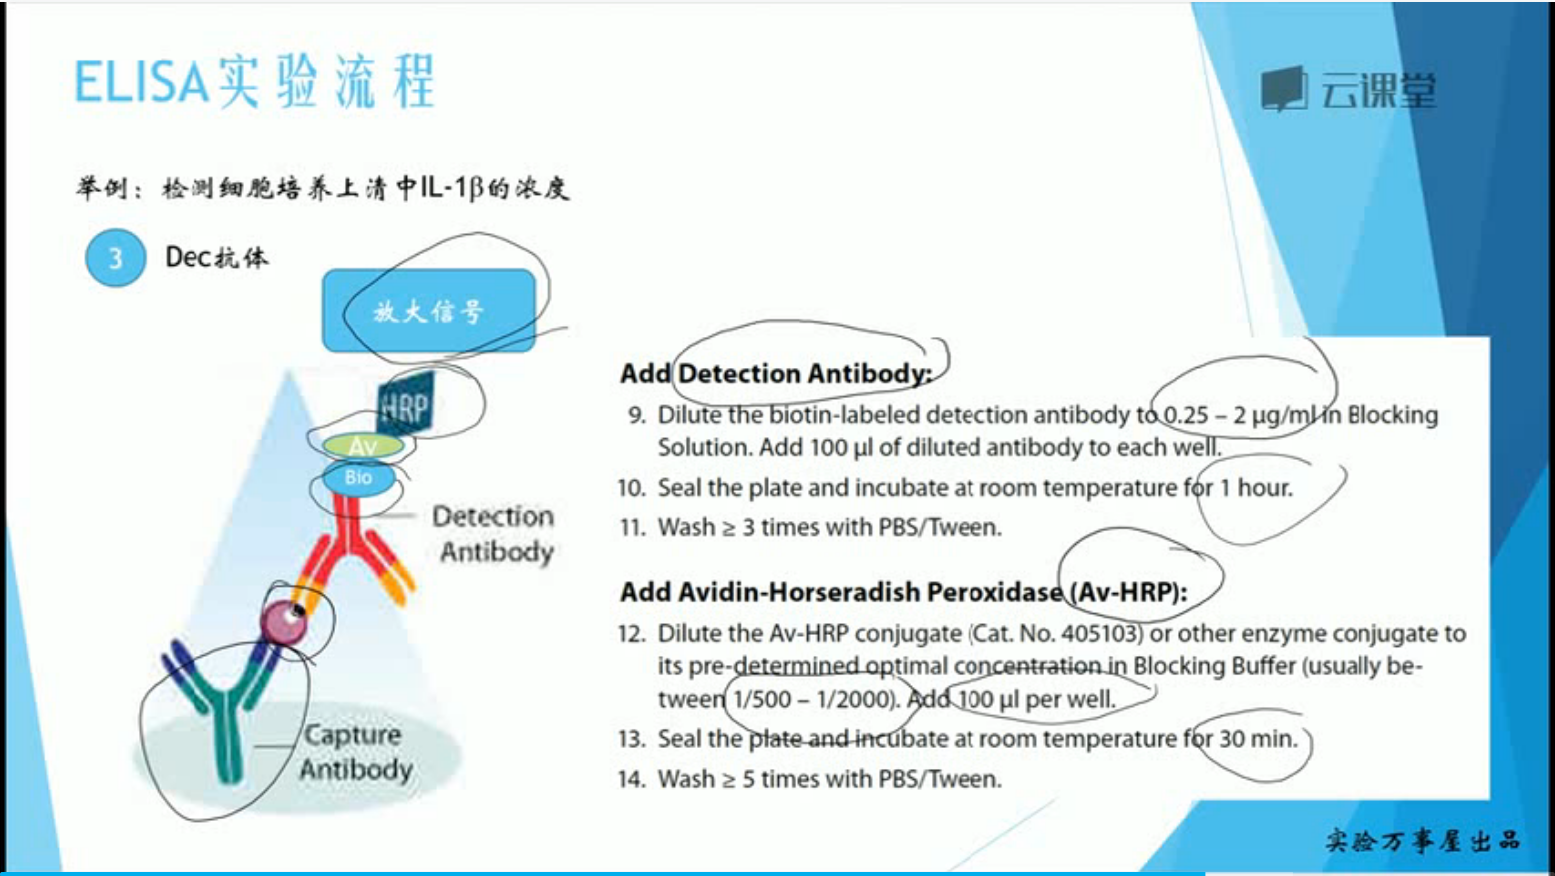 ELISA实验流程
云课堂
举例：检测细胞培养上清中IL-1β的浓度
3
Dec抗体
放大信号
HRP
Av
Bio
Detection
Antibody
Capture
Antibody
Add Detection Antibody:
9. Dilute the biotin-labeled detection antibody to 0.25 – 2 μg/ml in Blocking
Solution. Add 100 μl of diluted antibody to each well.
10. Seal the plate and incubate at room temperature for 1 hour.
11. Wash ≥ 3 times with PBS/Tween.
Add Avidin-Horseradish Peroxidase (Av-HRP):
12. Dilute the Av-HRP conjugate (Cat. No. 405103) or other enzyme conjugate to
its pre-determined optimal concentration in Blocking Buffer (usually be-
tween 1/500 – 1/2000). Add 100 μl per well.
13. Seal the plate and incubate at room temperature for 30 min.
14. Wash ≥ 5 times with PBS/Tween.
实验万事屋出品